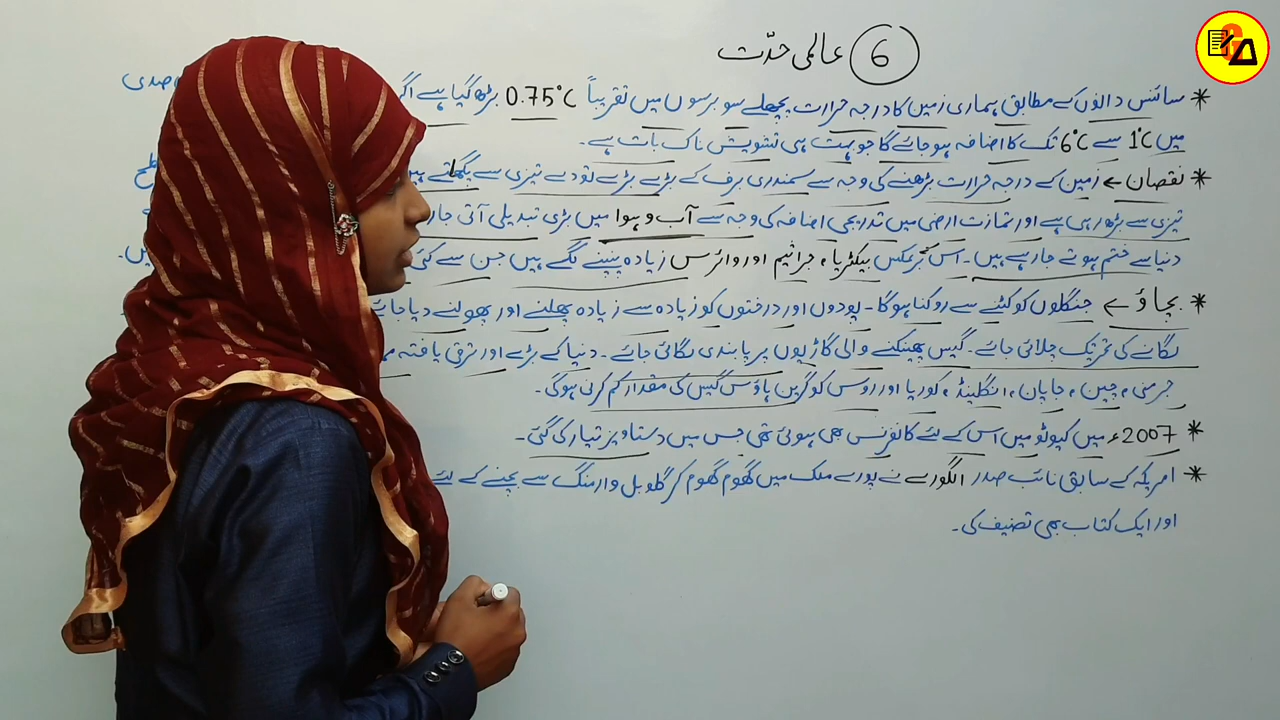 6 عالمی حدّت
* سائنس دانوں کے مطابق ہماری زمین کا درجہ حرارت پچھلے سو برسوں میں تقریباً 0.75°C بڑھ گیا ہے صدی
میں 1°C سے 6°C تک کا اضافہ ہو جائے گا جو بہت ہی تشویش ناک بات ہے۔
* نقصان ← زمین کے درجہ حرارت بڑھنے کی وجہ سے سمندری برف کے بڑے بڑے تودے تیزی سے پگھلتے
تیزی سے بڑھ رہی ہے اور تمازت ارضی میں تدریجی اضافہ کی وجہ سے آب و ہوا میں بڑی تبدیلی آتی
دنیا سے ختم ہوتے جا رہے ہیں۔ اس کے برعکس بیکٹریا، جراثیم اور وائرس زیادہ پنپنے لگے ہیں جن سے
* بچاؤ ← جنگلوں کو کٹنے سے روکنا ہوگا۔ پودوں اور درختوں کو زیادہ سے زیادہ پھلنے اور پھولنے دیا جائے
لگانے کی تحریک چلائی جائے۔ گیس پھینکنے والی گاڑیوں پر پابندی لگائی جائے۔ دنیا کے بڑے اور ترقی یافتہ
جرمنی، چین، جاپان، انگلینڈ، کوریا اور روس کو گرین ہاؤس گیس کی مقدار کم کرنی ہوگی۔
* 2007ء میں کیوٹو میں اس کے لئے کانفرنس بھی ہوئی تھی جس میں دستاویز تیار کی گئی۔
* امریکہ کے سابق نائب صدر الگورے نے پورے ملک میں گھوم گھوم کر گلوبل وارمنگ سے بچنے کے لئے
اور ایک کتاب بھی تصنیف کی۔